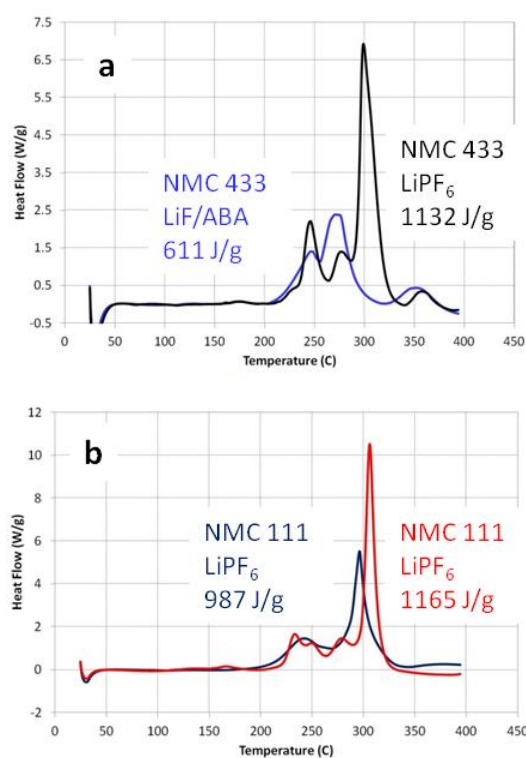 7.5
6.5
5.5
4.5
3.5
2.5
1.5
0.5
-0.5
Heat Flow (W/g)
a
NMC 433
LiF/ABA
611 J/g
NMC 433
LiPF₆
1132 J/g
0 50 100 150 200 250 300 350 400 450
Temperature (C)
12
10
8
6
4
2
0
-2
Heat Flow (W/g)
b
NMC 111
LiPF₆
987 J/g
NMC 111
LiPF₆
1165 J/g
0 50 100 150 200 250 300 350 400 450
Temperature (C)